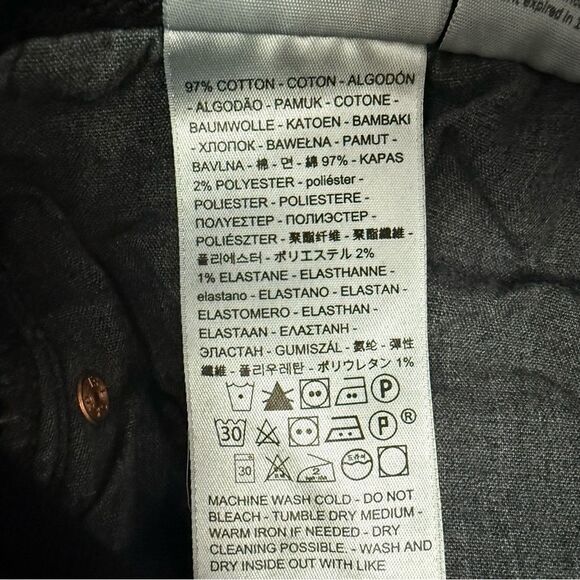 expired in
97% COTTON - COTON - ALGODÓN
- ALGODÃO - PAMUK - COTONE -
BAUMWOLLE - KATOEN - BAMBAKI
- ХЛОПОК - BAWEŁNA - PAMUT -
BAVLNA - 棉 - 면 - 綿 97% - KAPAS
2% POLYESTER - poliéster -
POLIESTER - POLIESTERE -
ΠΟΛΥΕΣΤΕΡ - ПОЛИЭСТЕР -
POLIÉSZTER - 聚酯纤维 - 聚酯纖維 -
폴리에스터 - ポリエステル 2%
1% ELASTANE - ELASTHANNE -
elastano - ELASTANO - ELASTAN -
ELASTOMERO - ELASTHAN -
ELASTAAN - ΕΛΑΣΤΑΝΗ -
ЭЛАСТАН - GUMISZÁL - 氨纶 - 彈性
纖維 - 폴리우레탄 - ポリウレタン 1%
P
30 P ®
30 2
MACHINE WASH COLD - DO NOT
BLEACH - TUMBLE DRY MEDIUM -
WARM IRON IF NEEDED - DRY
CLEANING POSSIBLE. - WASH AND
DRY INSIDE OUT WITH LIKE